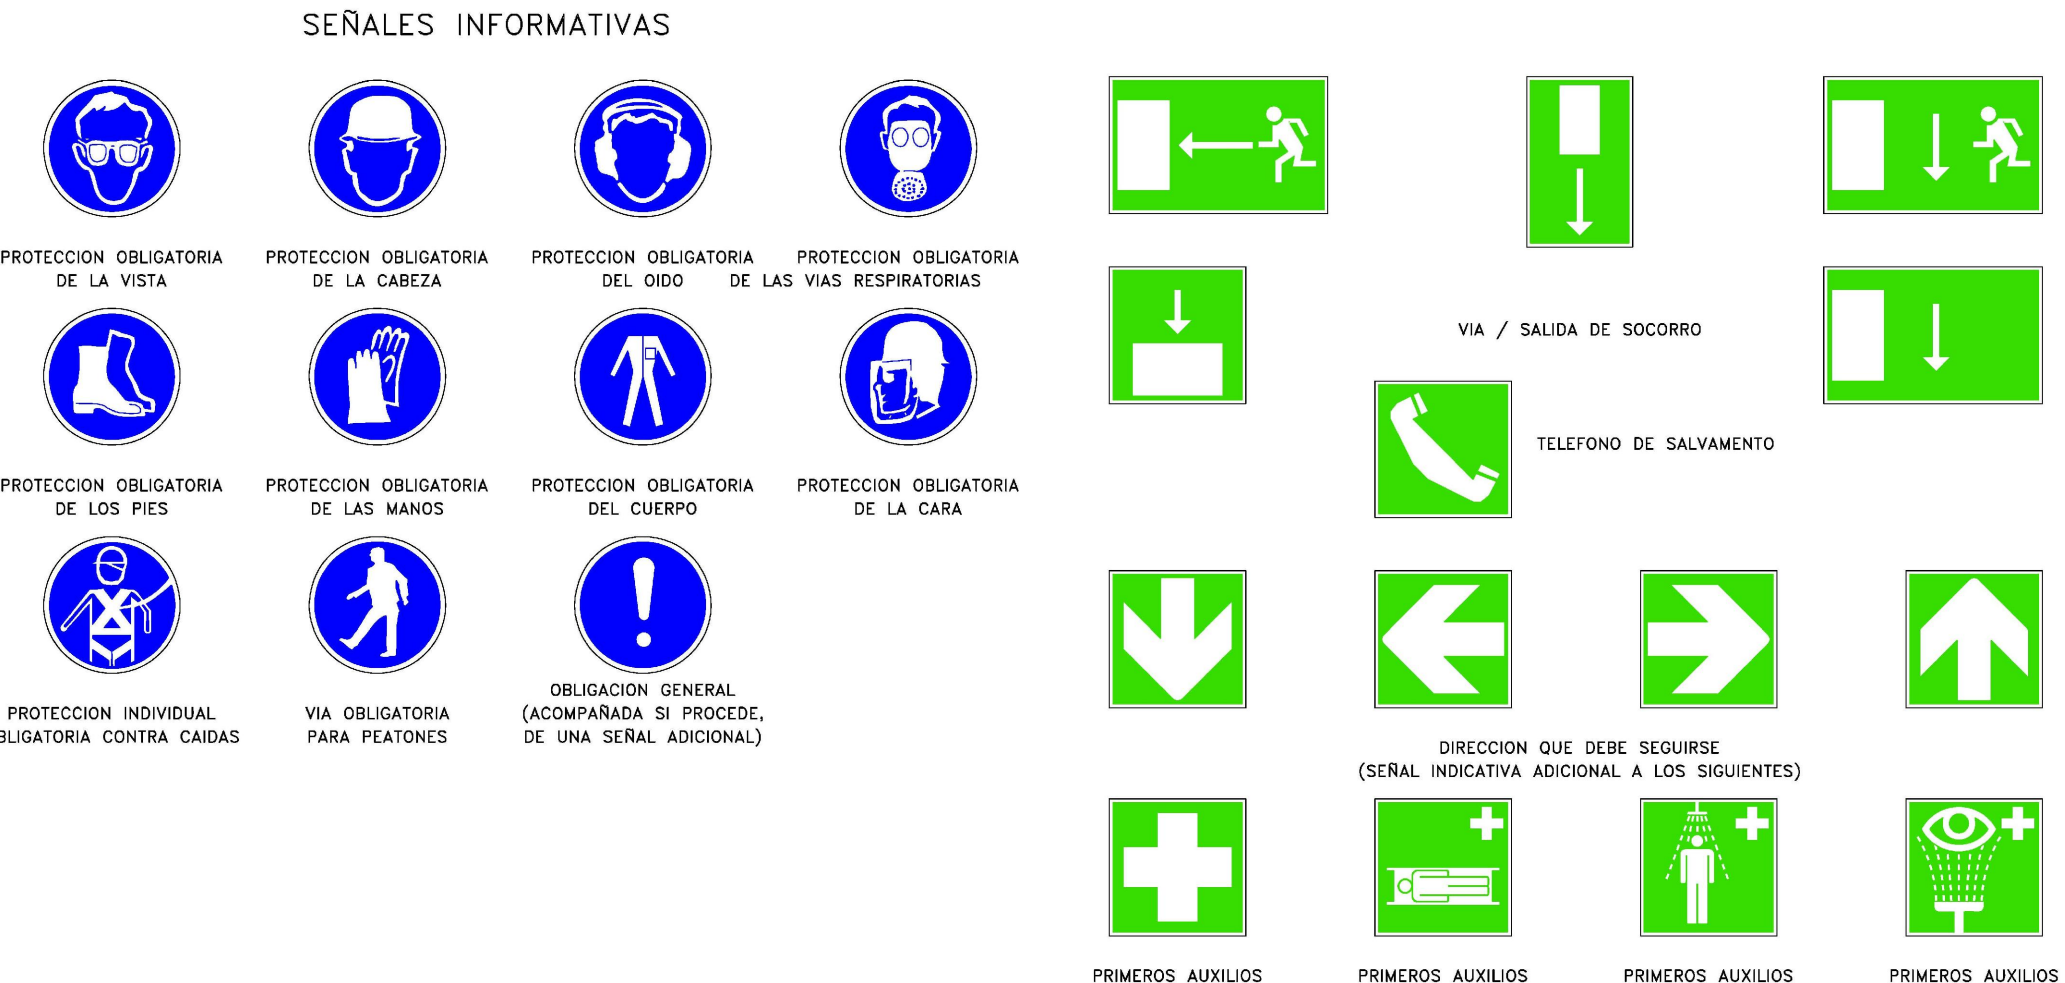 SEÑALES INFORMATIVAS
PROTECCION OBLIGATORIA
DE LA VISTA
PROTECCION OBLIGATORIA
DE LA CABEZA
PROTECCION OBLIGATORIA
DEL OIDO
PROTECCION OBLIGATORIA
DE LAS VIAS RESPIRATORIAS
PROTECCION OBLIGATORIA
DE LOS PIES
PROTECCION OBLIGATORIA
DE LAS MANOS
PROTECCION OBLIGATORIA
DEL CUERPO
PROTECCION OBLIGATORIA
DE LA CARA
PROTECCION INDIVIDUAL
BLIGATORIA CONTRA CAIDAS
VIA OBLIGATORIA
PARA PEATONES
OBLIGACION GENERAL
(ACOMPAÑADA SI PROCEDE,
DE UNA SEÑAL ADICIONAL)
VIA / SALIDA DE SOCORRO
TELEFONO DE SALVAMENTO
DIRECCION QUE DEBE SEGUIRSE
(SEÑAL INDICATIVA ADICIONAL A LOS SIGUIENTES)
PRIMEROS AUXILIOS
PRIMEROS AUXILIOS
PRIMEROS AUXILIOS
PRIMEROS AUXILIOS